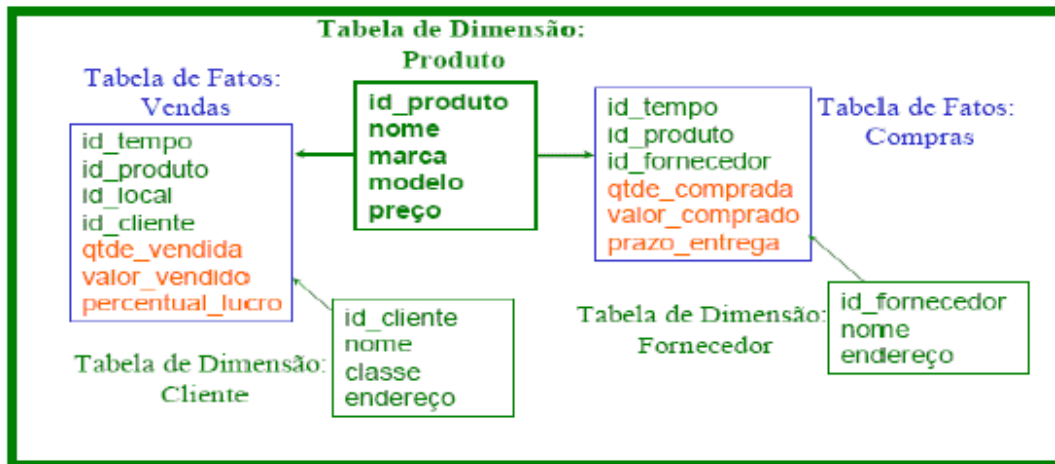 Tabela de Dimensão:
Produto
Tabela de Fatos:
Vendas
id_tempo
id_produto
id_local
id_cliente
qtde_vendida
valor_vendido
percentual_lucro
id_produto
nome
marca
modelo
preço
id_tempo
id_produto
id_fornecedor
qtde_comprada
valor_comprado
prazo_entrega
Tabela de Fatos:
Compras
Tabela de Dimensão:
Cliente
id_cliente
nome
classe
endereço
Tabela de Dimensão:
Fornecedor
id_fornecedor
nome
endereço